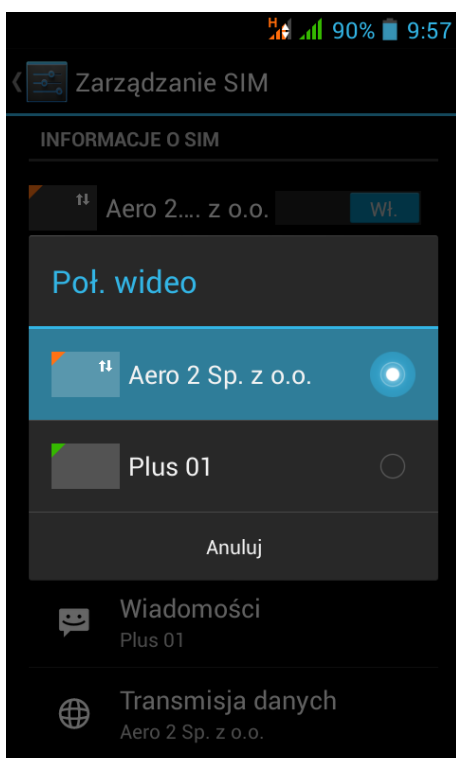 H 90% 9:57
Zarządzanie SIM
INFORMACJE O SIM
Aero 2.... z o.o. Wł.
Poł. wideo
Aero 2 Sp. z o.o.
Plus 01
Anuluj
Wiadomości
Plus 01
Transmisja danych
Aero 2 Sp. z o.o.